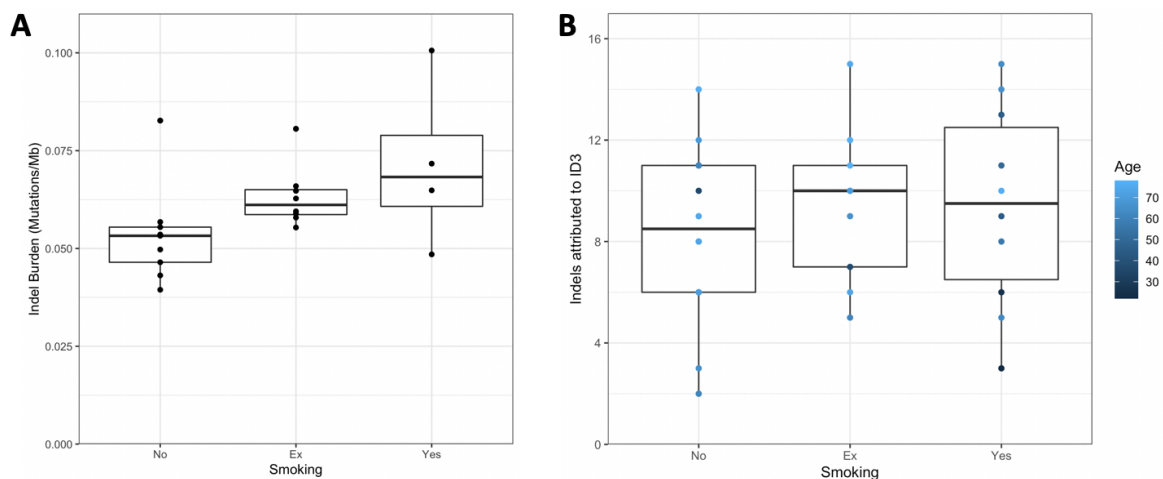 A
Indel Burden (Mutations/Mb)
0.100
0.075
0.050
0.025
0.000
No Ex Yes
Smoking
B
Indels attributed to ID3
16
12
8
4
0
No Ex Yes
Smoking
Age
70
60
50
40
30